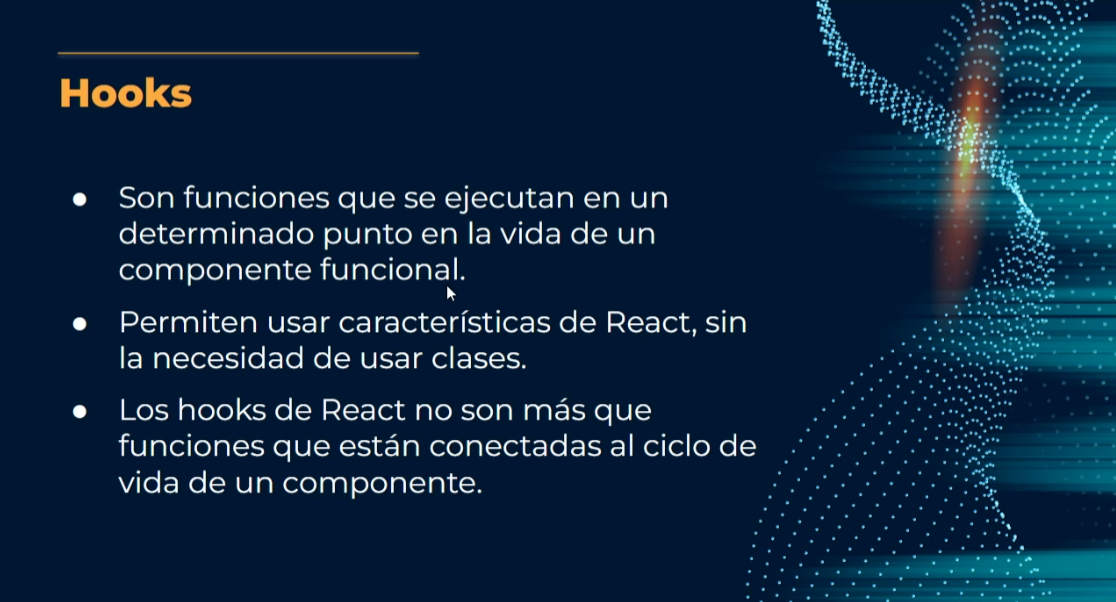 Hooks
● Son funciones que se ejecutan en un
determinado punto en la vida de un
componente funcional.
● Permiten usar características de React, sin
la necesidad de usar clases.
● Los hooks de React no son más que
funciones que están conectadas al ciclo de
vida de un componente.